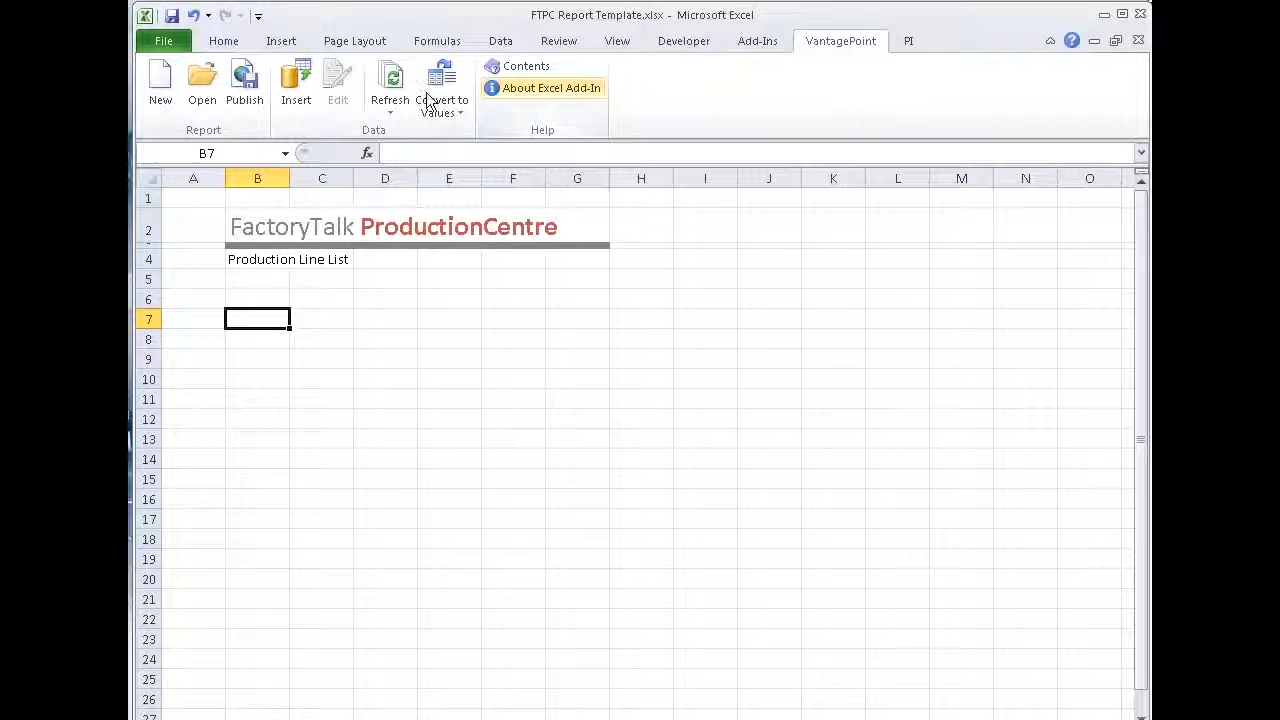 FTPC Report Template.xlsx - Microsoft Excel
File Home Insert Page Layout Formulas Data Review View Developer Add-Ins VantagePoint PI
New Open Publish Insert Edit Refresh Convert to Values
Contents
About Excel Add-In
Report Data Help
B7 fx
A B C D E F G H I J K L M N O
1
2 FactoryTalk ProductionCentre
4 Production Line List
5
6
7
8
9
10
11
12
13
14
15
16
17
18
19
20
21
22
23
24
25
26
27